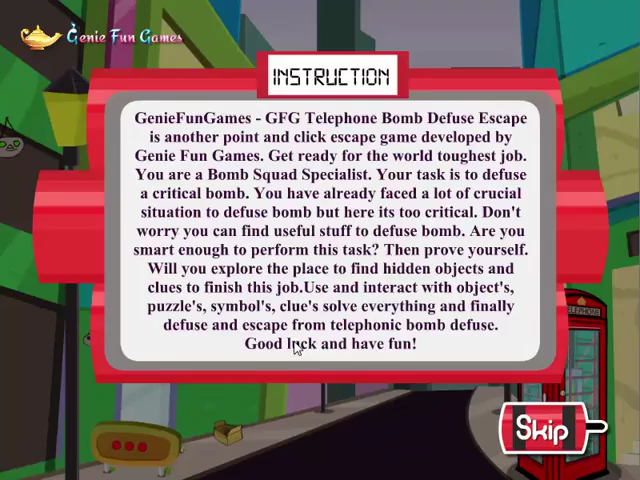 Genie Fun Games
INSTRUCTION
GenieFunGames - GFG Telephone Bomb Defuse Escape
is another point and click escape game developed by
Genie Fun Games. Get ready for the world toughest job.
You are a Bomb Squad Specialist. Your task is to defuse
a critical bomb. You have already faced a lot of crucial
situation to defuse bomb but here its too critical. Don't
worry you can find useful stuff to defuse bomb. Are you
smart enough to perform this task? Then prove yourself.
Will you explore the place to find hidden objects and
clues to finish this job.Use and interact with object's,
puzzle's, symbol's, clue's solve everything and finally
defuse and escape from telephonic bomb defuse.
Good luck and have fun!
TELEPHONE
Skip